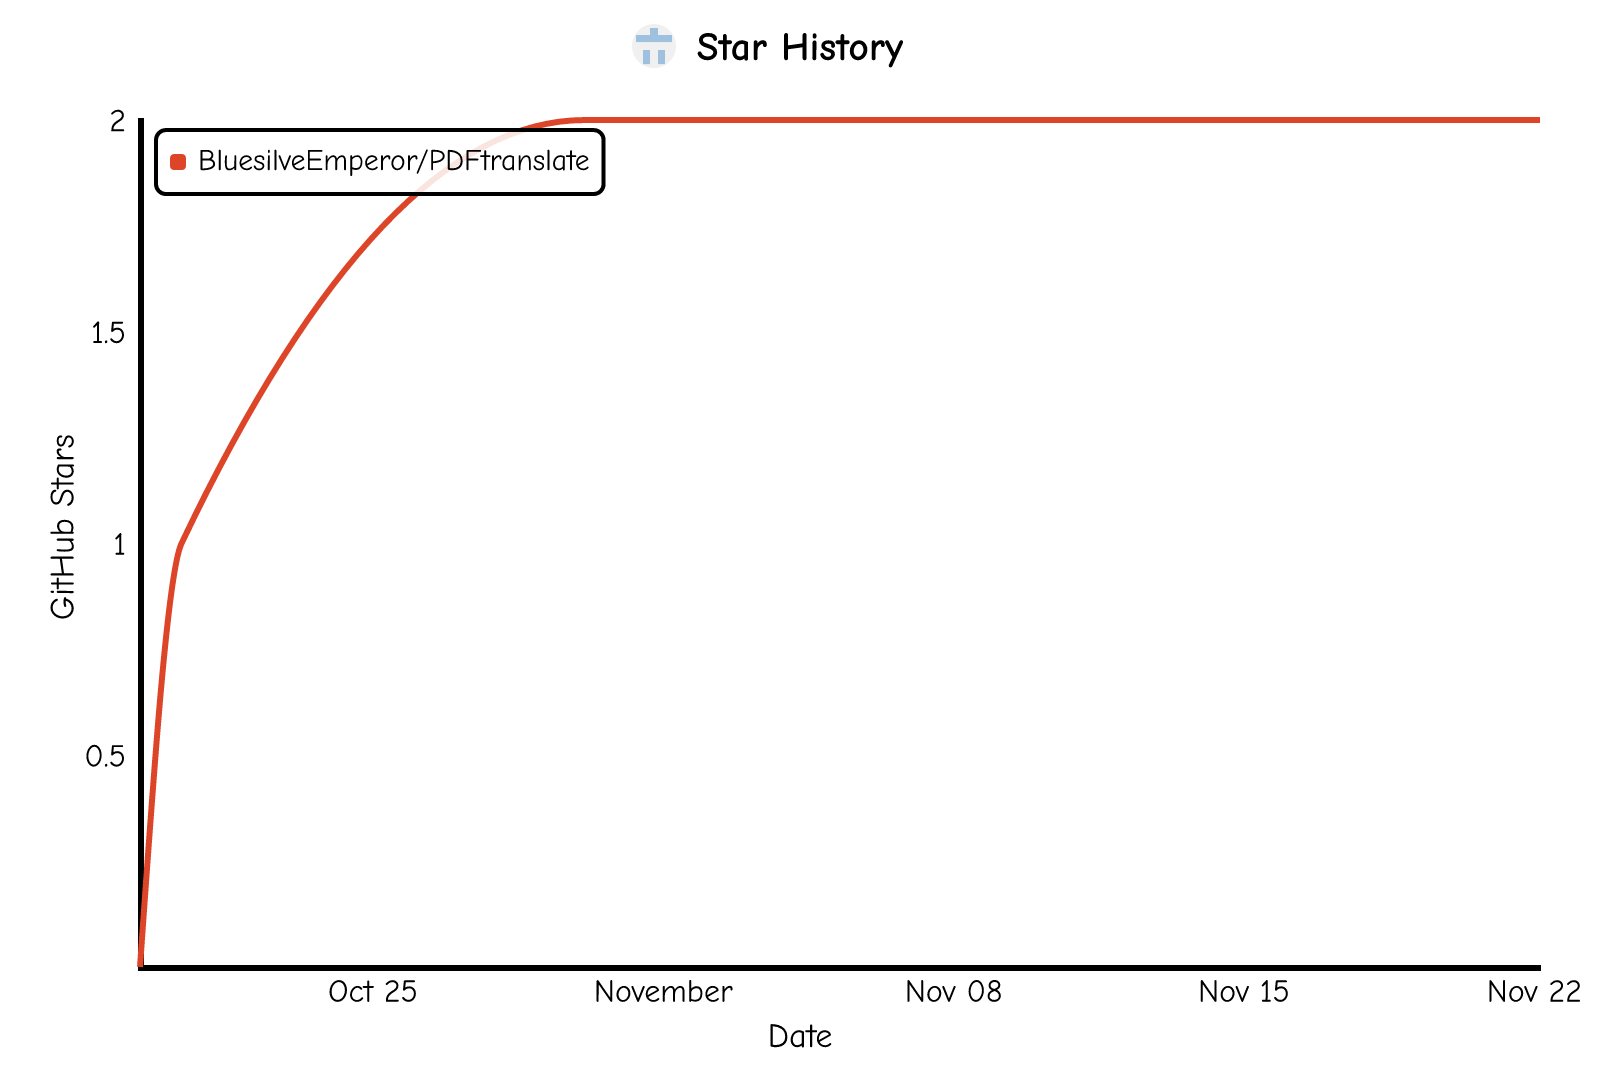 Star History
BluesilveEmperor/PDFtranslate
2
1.5
1
0.5
GitHub Stars
Oct 25 November Nov 08 Nov 15 Nov 22
Date